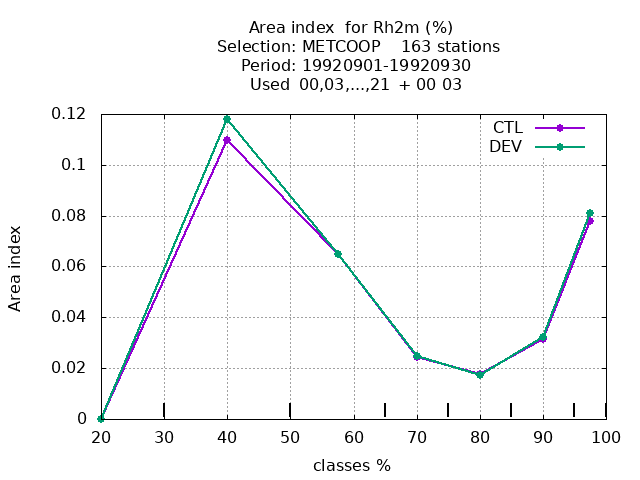 Area index  for Rh2m (%)
Selection: METCOOP    163 stations
Period: 19920901-19920930
Used  00,03,...,21  + 00 03
CTL
DEV
0.12
0.1
0.08
0.06
0.04
0.02
0
Area index
20 30 40 50 60 70 80 90 100
classes %